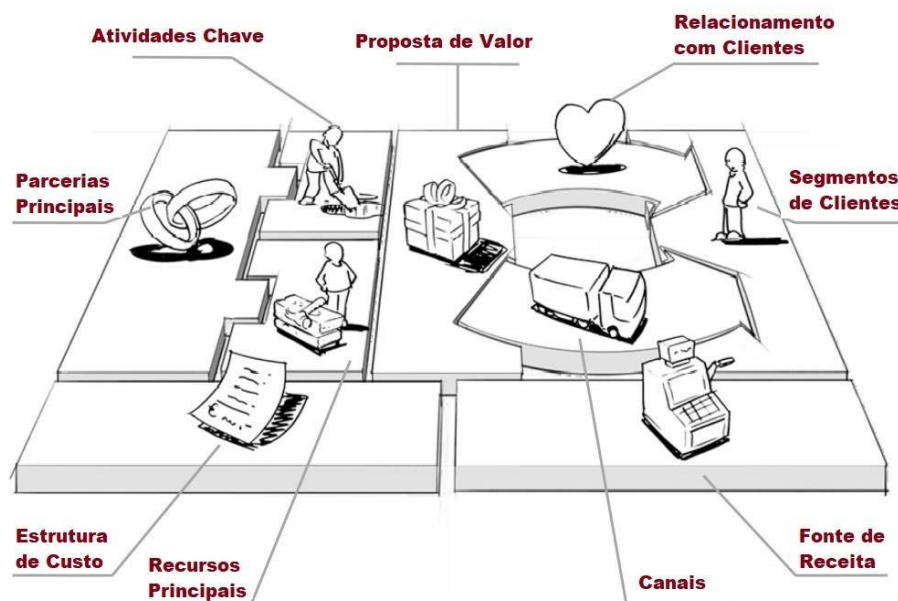 Atividades Chave
Proposta de Valor
Relacionamento
com Clientes
Parcerias
Principais
Segmentos
de Clientes
Estrutura
de Custo
Recursos
Principais
Canais
Fonte de
Receita